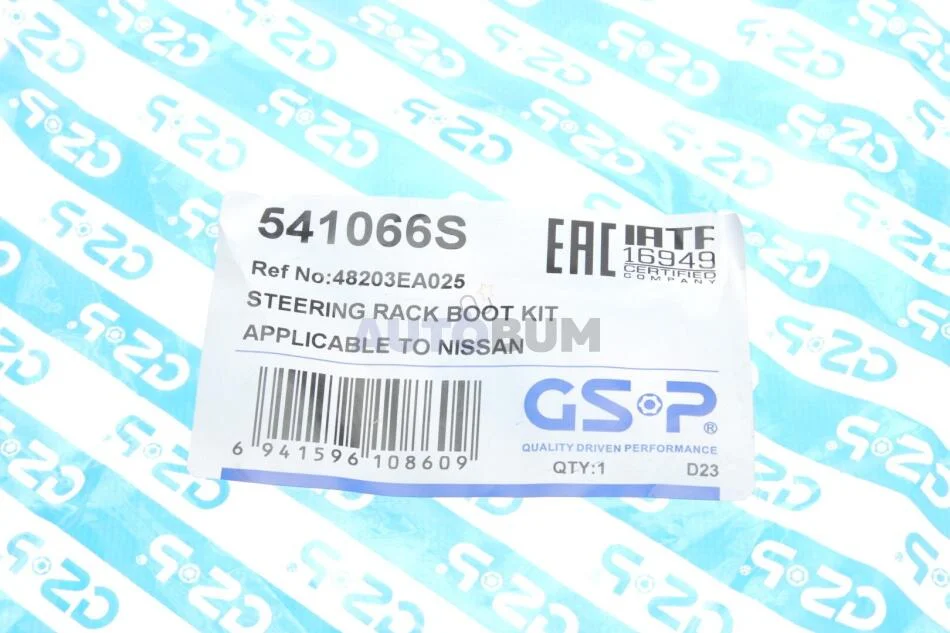 541066S
EAC
IATF
16949
CERTIFIED
COMPANY
Ref No:48203EA025
STEERING RACK BOOT KIT
AUTOBUM
APPLICABLE TO NISSAN
GS·P®
QUALITY DRIVEN PERFORMANCE
6 941596 108609
QTY:1 D23